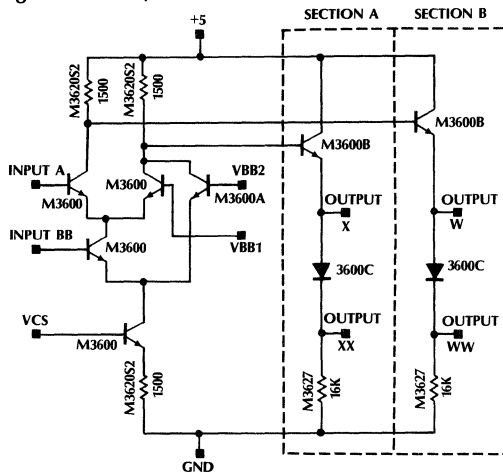 SECTION A
SECTION B
+5
M3620S2
1500
M3620S2
1500
M3600B
M3600B
INPUT A
M3600
M3600
VBB2
M3600A
INPUT BB
M3600
VBB1
OUTPUT
X
OUTPUT
W
3600C
3600C
VCS
M3600
OUTPUT
XX
OUTPUT
WW
M3620S2
1500
M3627
16K
M3627
16K
GND